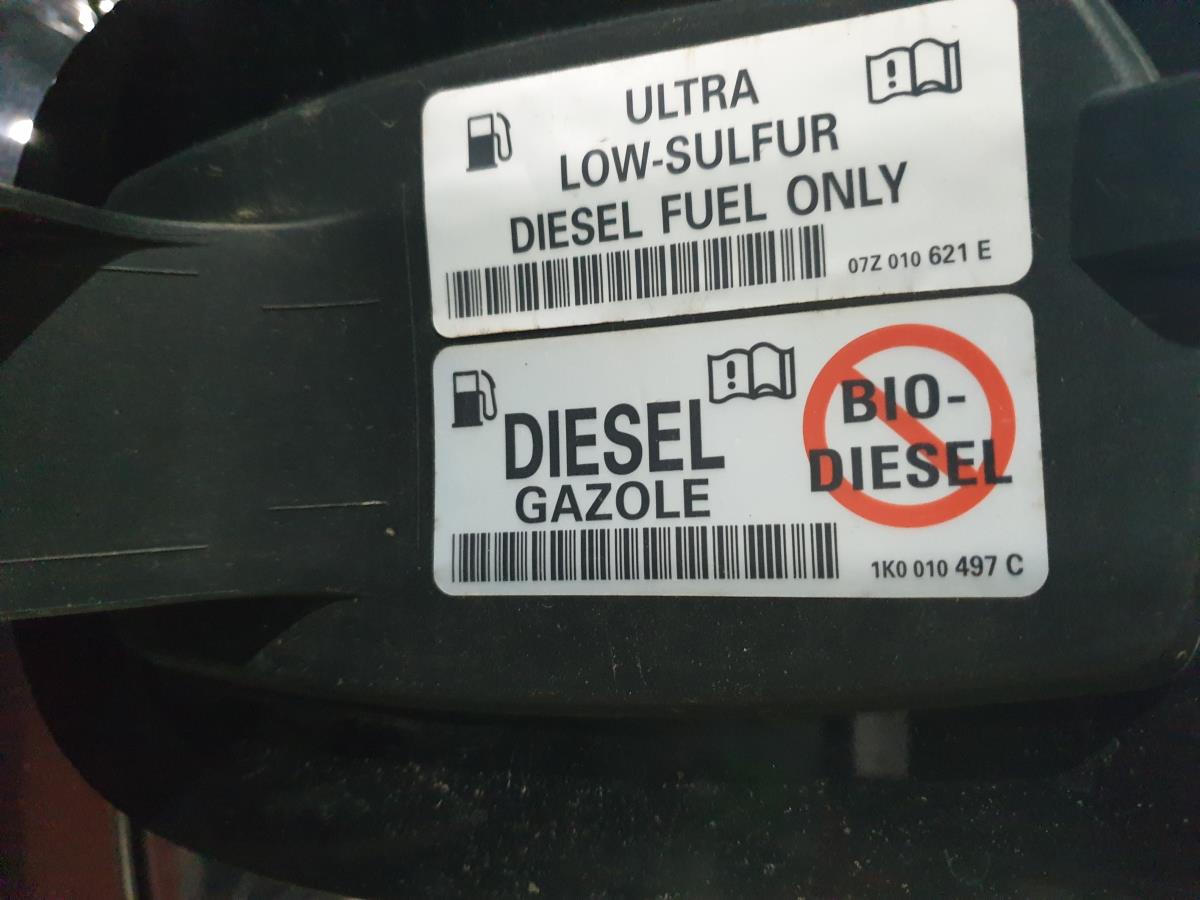 ULTRA
LOW-SULFUR
DIESEL FUEL ONLY
07Z 010 621 E
DIESEL
GAZOLE
BIO-
DIESEL
1K0 010 497 C